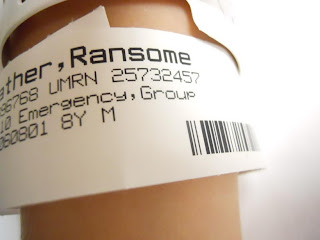 ather,Ransome
96768 UMRN 25732457
10 Emergency,Group
060801 8Y M